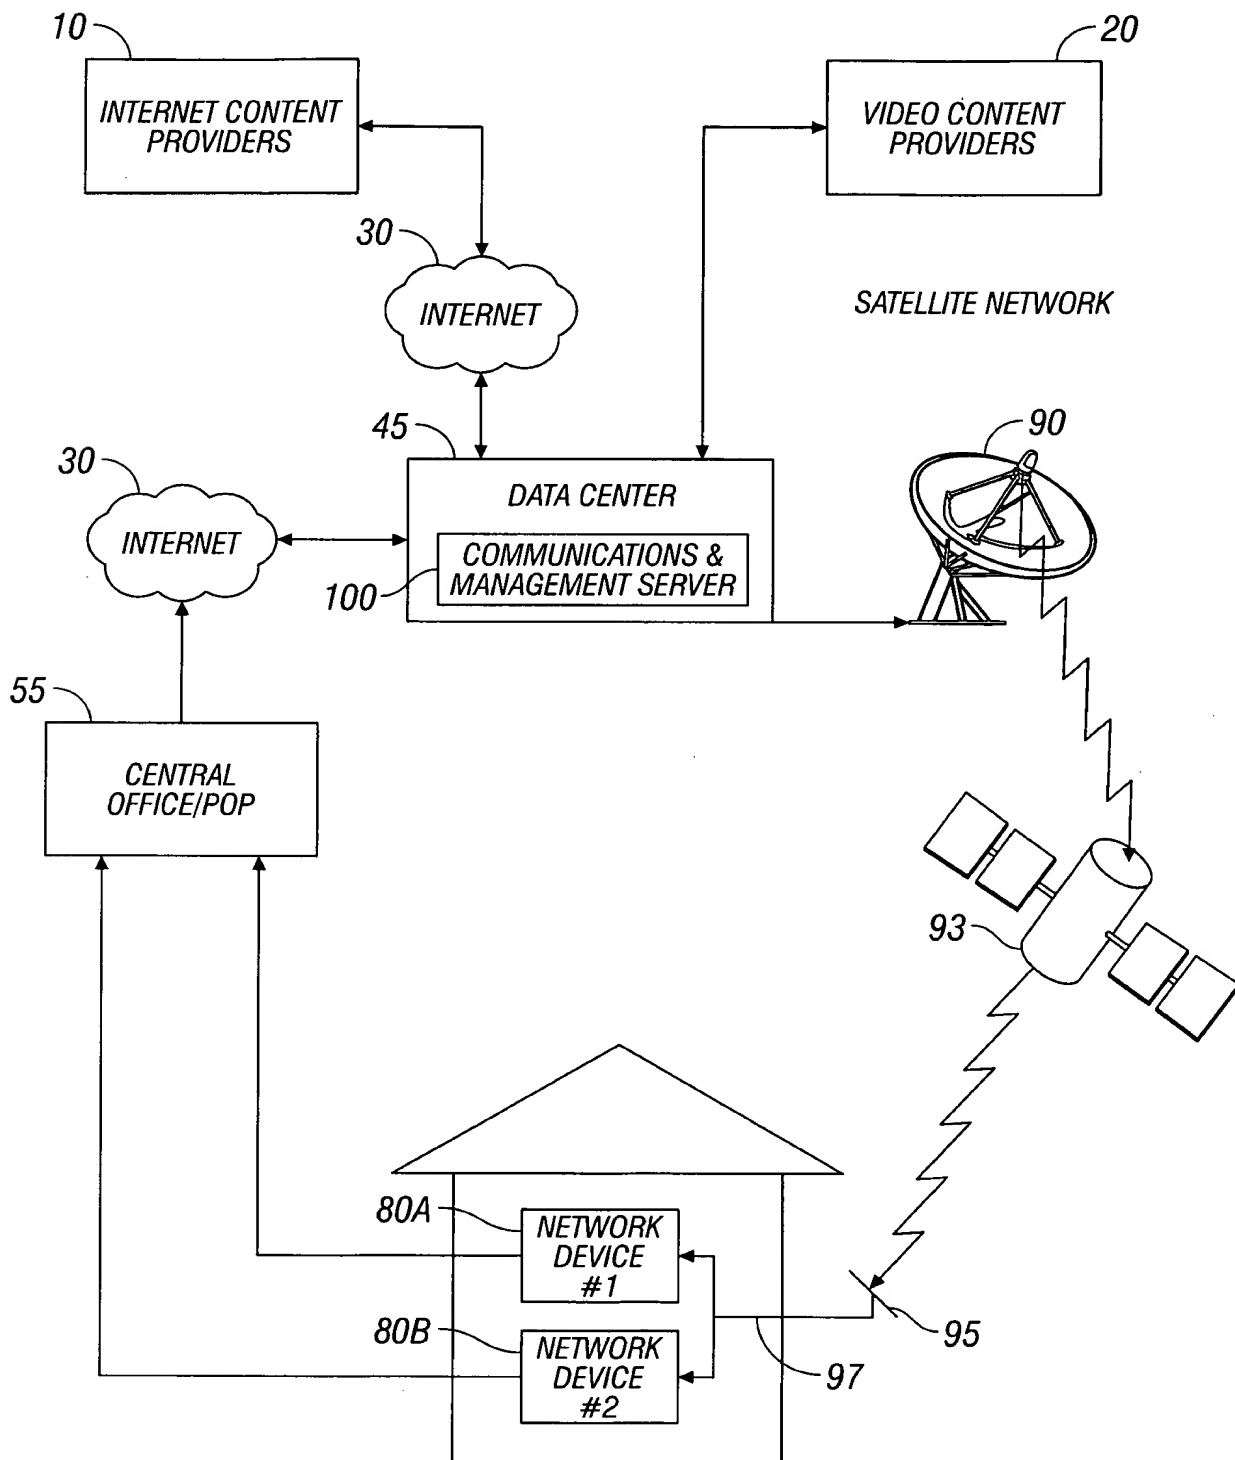 10
INTERNET CONTENT
PROVIDERS
20
VIDEO CONTENT
PROVIDERS
30
INTERNET
SATELLITE NETWORK
45
DATA CENTER
COMMUNICATIONS &
MANAGEMENT SERVER
100
90
30
INTERNET
55
CENTRAL
OFFICE/POP
93
80A
NETWORK
DEVICE
#1
80B
NETWORK
DEVICE
#2
95
97